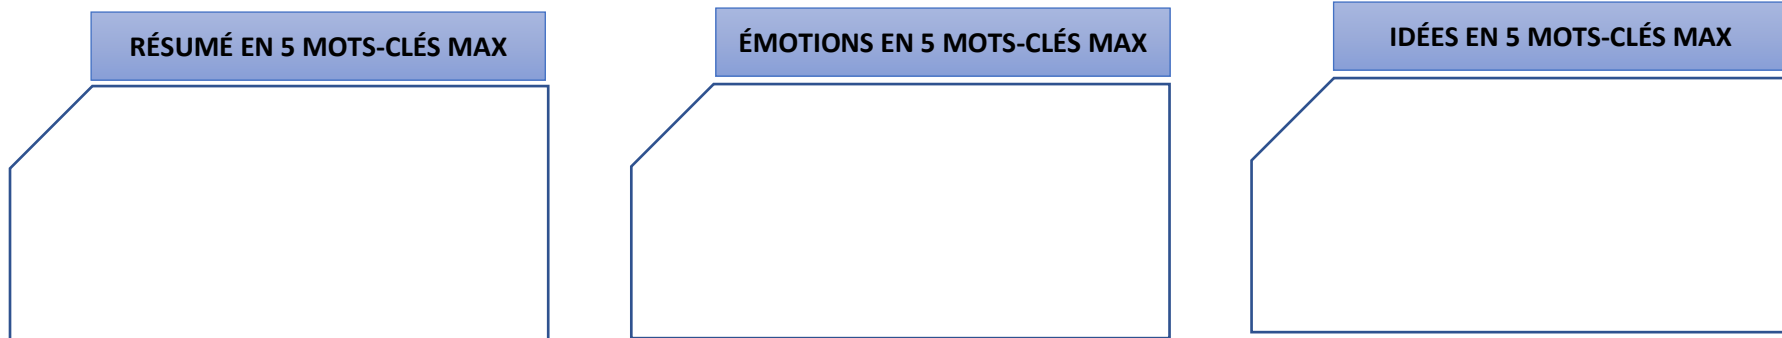 RÉSUMÉ EN 5 MOTS-CLÉS MAX
ÉMOTIONS EN 5 MOTS-CLÉS MAX
IDÉES EN 5 MOTS-CLÉS MAX